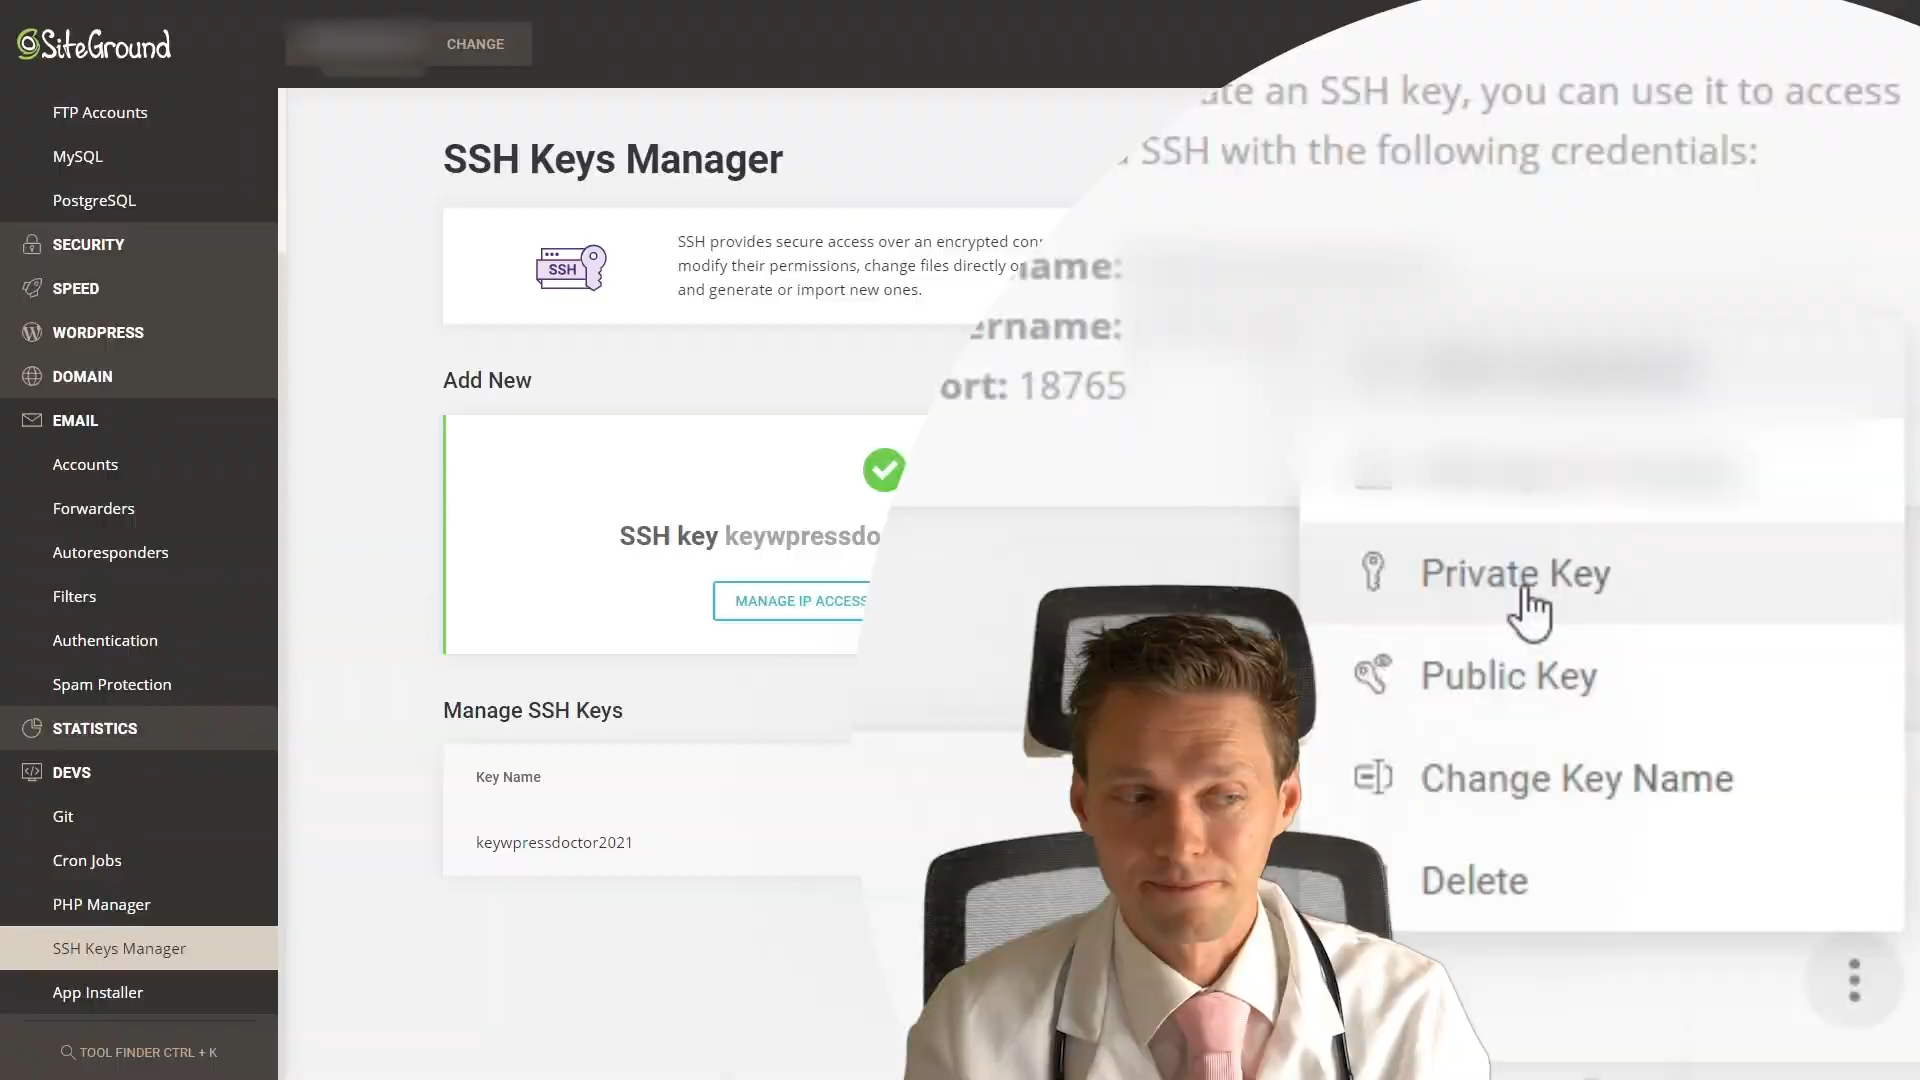 SiteGround
CHANGE
FTP Accounts
MySQL
PostgreSQL
SECURITY
SPEED
WORDPRESS
DOMAIN
EMAIL
Accounts
Forwarders
Autoresponders
Filters
Authentication
Spam Protection
STATISTICS
DEVS
Git
Cron Jobs
PHP Manager
SSH Keys Manager
App Installer
TOOL FINDER CTRL + K
SSH Keys Manager
SSH
SSH provides secure access over an encrypted con
modify their permissions, change files directly o
and generate or import new ones.
Add New
SSH key keywpressdo
MANAGE IP ACCESS
Manage SSH Keys
Key Name
keywpressdoctor2021
ate an SSH key, you can use it to access
SSH with the following credentials:
name:
ername:
ort: 18765
Private Key
Public Key
Change Key Name
Delete